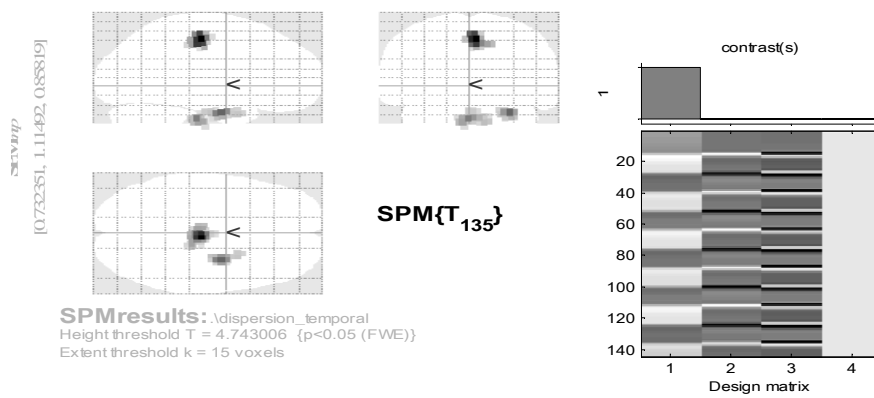 contrast(s)
1
[0.732351, 1.11492, 0.85819]
<
<
<
SPM{T135}
SPMresults: .\dispersion_temporal
Height threshold T = 4.743006 {p<0.05 (FWE)}
Extent threshold k = 15 voxels
20
40
60
80
100
120
140
1 2 3 4
Design matrix